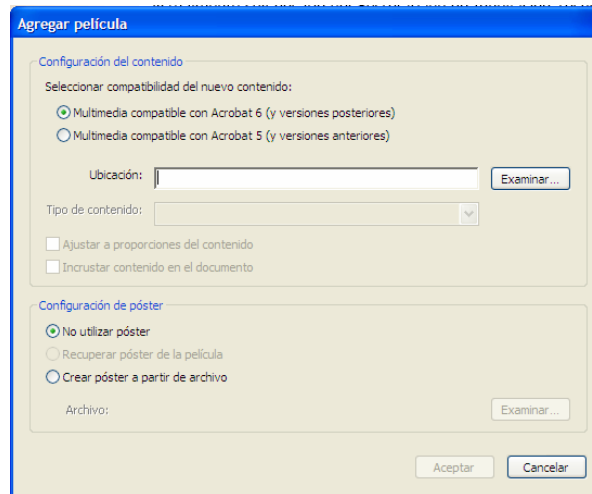 Agregar película
Configuración del contenido
Seleccionar compatibilidad del nuevo contenido:
Multimedia compatible con Acrobat 6 (y versiones posteriores)
Multimedia compatible con Acrobat 5 (y versiones anteriores)
Ubicación: Examinar...
Tipo de contenido:
Ajustar a proporciones del contenido
Incrustar contenido en el documento
Configuración de póster
No utilizar póster
Recuperar póster de la película
Crear póster a partir de archivo
Archivo: Examinar...
Aceptar Cancelar